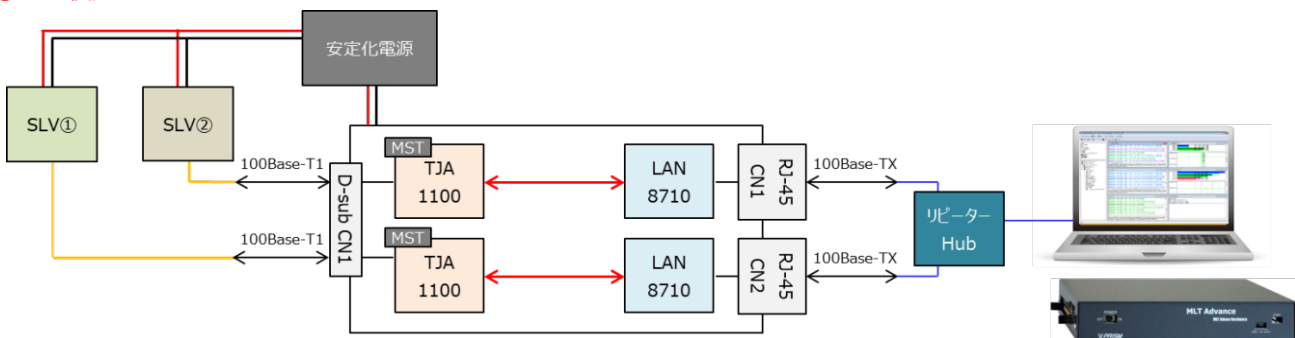 安定化電源
SLV①
SLV②
100Base-T1
100Base-T1
D-sub CN1
MST
TJA
1100
LAN
8710
RJ-45
CN1
100Base-TX
MST
TJA
1100
LAN
8710
RJ-45
CN2
100Base-TX
リピーター
Hub
MLT Advance